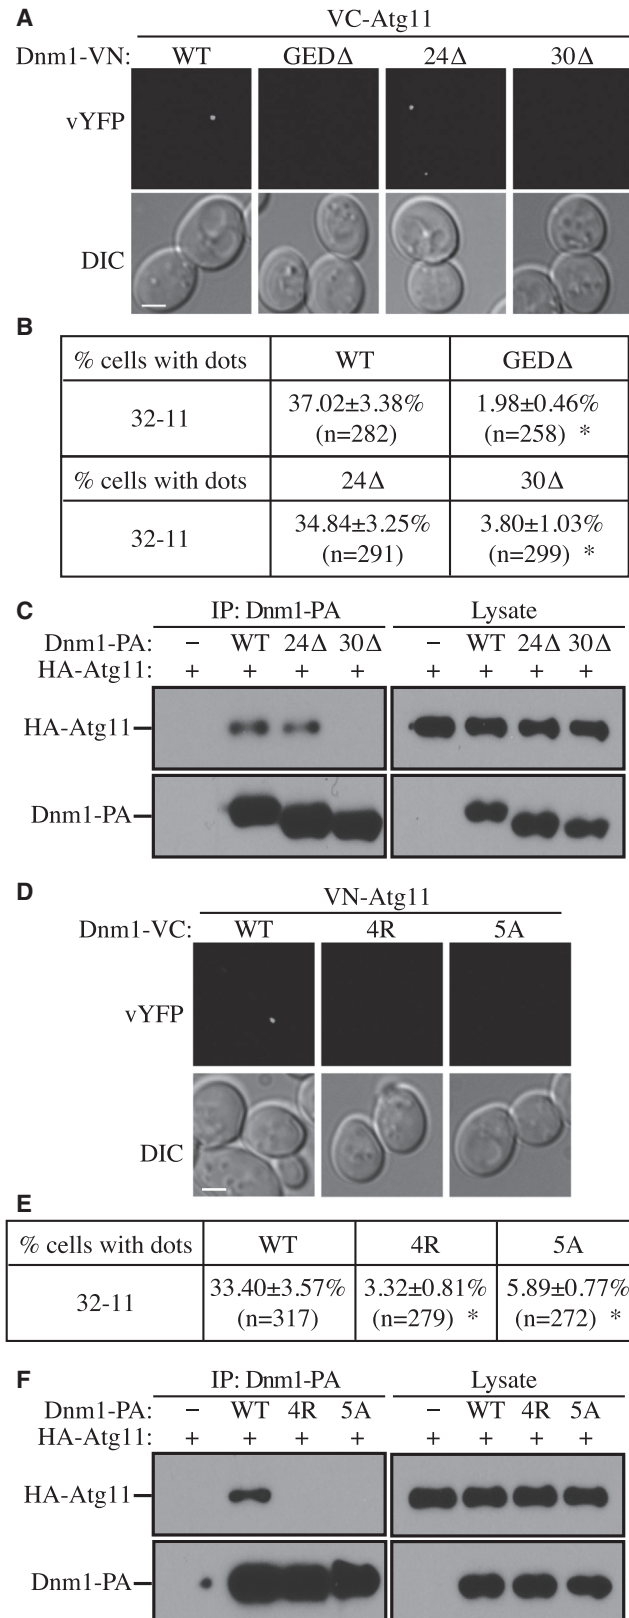 A
VC-Atg11
Dnm1-VN: WT GEDΔ 24Δ 30Δ
vYFP
DIC
B
% cells with dots WT GEDΔ
32-11 37.02±3.38% (n=282) 1.98±0.46% (n=258) *
% cells with dots 24Δ 30Δ
32-11 34.84±3.25% (n=291) 3.80±1.03% (n=299) *
C
IP: Dnm1-PA Lysate
Dnm1-PA: – WT 24Δ 30Δ – WT 24Δ 30Δ
HA-Atg11: + + + + + + + +
HA-Atg11
Dnm1-PA
D
VN-Atg11
Dnm1-VC: WT 4R 5A
vYFP
DIC
E
% cells with dots WT 4R 5A
32-11 33.40±3.57% (n=317) 3.32±0.81% (n=279) * 5.89±0.77% (n=272) *
F
IP: Dnm1-PA Lysate
Dnm1-PA: – WT 4R 5A – WT 4R 5A
HA-Atg11: + + + + + + + +
HA-Atg11
Dnm1-PA